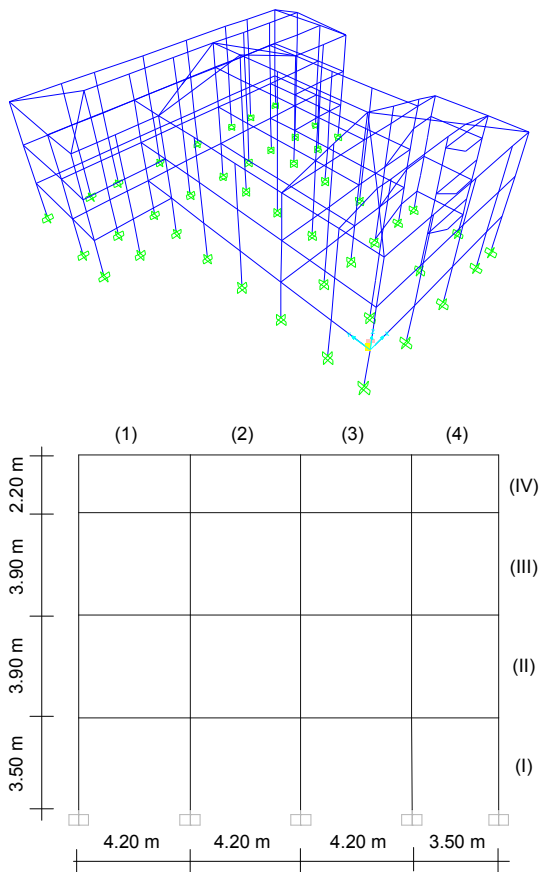 (1) (2) (3) (4)
2.20 m
(IV)
3.90 m
(III)
3.90 m
(II)
3.50 m
(I)
4.20 m 4.20 m 4.20 m 3.50 m